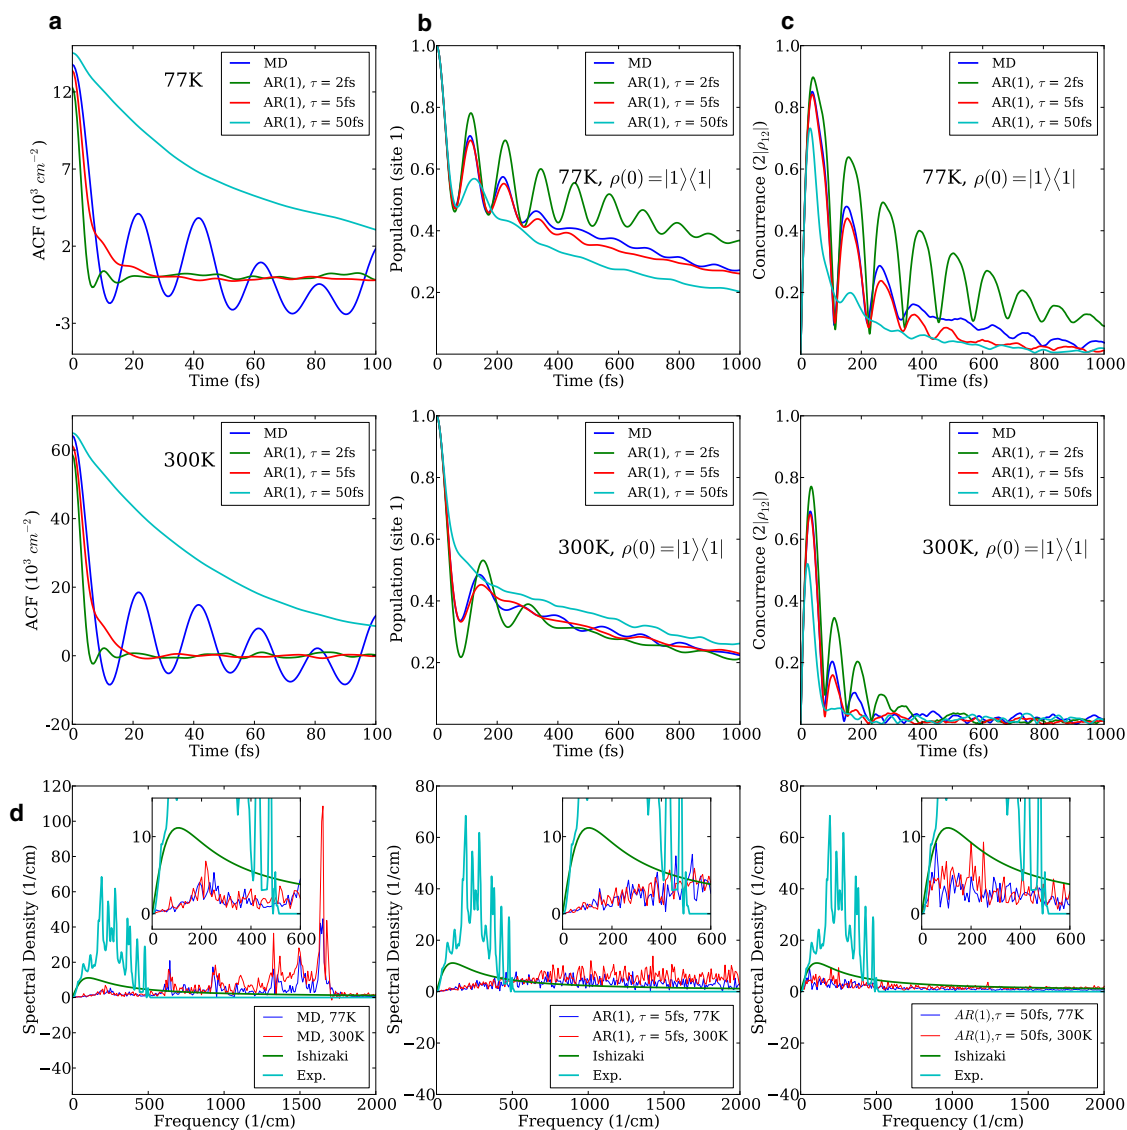 a
ACF (10³ cm⁻²)
12
7
2
-3
0 20 40 60 80 100
Time (fs)
77K
MD
AR(1), τ = 2fs
AR(1), τ = 5fs
AR(1), τ = 50fs
b
Population (site 1)
1.0
0.8
0.6
0.4
0.2
0 200 400 600 800 1000
Time (fs)
77K, ρ(0) = |1⟩⟨1|
MD
AR(1), τ = 2fs
AR(1), τ = 5fs
AR(1), τ = 50fs
c
Concurrence (2|ρ₁₂|)
1.0
0.8
0.6
0.4
0.2
0 200 400 600 800 1000
Time (fs)
77K, ρ(0) = |1⟩⟨1|
MD
AR(1), τ = 2fs
AR(1), τ = 5fs
AR(1), τ = 50fs
ACF (10³ cm⁻²)
60
40
20
0
-20
0 20 40 60 80 100
Time (fs)
300K
MD
AR(1), τ = 2fs
AR(1), τ = 5fs
AR(1), τ = 50fs
Population (site 1)
1.0
0.8
0.6
0.4
0.2
0 200 400 600 800 1000
Time (fs)
300K, ρ(0) = |1⟩⟨1|
MD
AR(1), τ = 2fs
AR(1), τ = 5fs
AR(1), τ = 50fs
Concurrence (2|ρ₁₂|)
1.0
0.8
0.6
0.4
0.2
0 200 400 600 800 1000
Time (fs)
300K, ρ(0) = |1⟩⟨1|
MD
AR(1), τ = 2fs
AR(1), τ = 5fs
AR(1), τ = 50fs
d
Spectral Density (1/cm)
120
100
80
60
40
20
0
−20
−40
−60
0 500 1000 1500 2000
Frequency (1/cm)
10
0
0 200 400 600
MD, 77K
MD, 300K
Ishizaki
Exp.
Spectral Density (1/cm)
80
60
40
20
0
−20
−40
0 500 1000 1500 2000
Frequency (1/cm)
10
0
0 200 400 600
AR(1), τ = 5fs, 77K
AR(1), τ = 5fs, 300K
Ishizaki
Exp.
Spectral Density (1/cm)
80
60
40
20
0
−20
−40
0 500 1000 1500 2000
Frequency (1/cm)
10
0
0 200 400 600
AR(1),τ = 50fs, 77K
AR(1),τ = 50fs, 300K
Ishizaki
Exp.